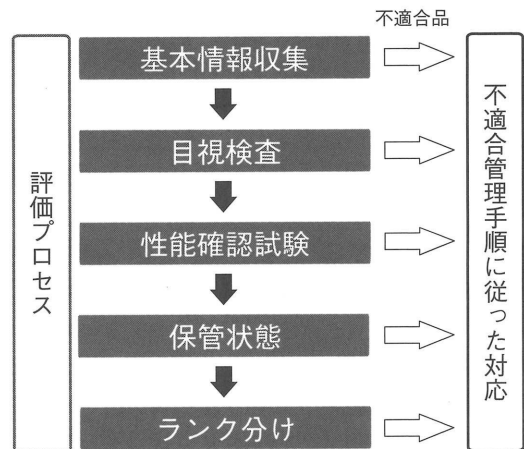 不適合品
評価プロセス
基本情報収集
目視検査
性能確認試験
保管状態
ランク分け
不適合管理手順に従った対応